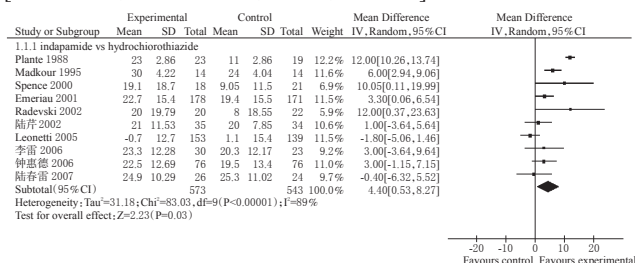 Experimental Control Mean Difference Mean Difference
Study or Subgroup Mean SD Total Mean SD Total Weight IV,Random,95%CI IV,Random,95%CI
1.1.1 indapamide vs hydrochiorothiazide
Plante 1988 23 2.86 23 11 2.86 19 12.2% 12.00[10.26,13.74]
Madkour 1995 30 4.22 14 24 4.04 14 11.6% 6.00[2.94,9.06]
Spence 2000 19.1 18.7 18 9.05 11.5 21 6.8% 10.05[0.11,19.99]
Emeriau 2001 22.7 15.4 178 19.4 15.5 171 11.5% 3.30[0.06,6.54]
Radevski 2002 20 19.79 20 8 18.55 22 5.6% 12.00[0.37,23.63]
陆芹2002 21 11.53 35 20 7.85 34 10.5% 1.00[-3.64,5.64]
Leonetti 2005 -0.7 12.7 153 1.1 15.4 139 11.5% -1.80[-5.06,1.46]
李雷 2006 23.3 12.28 30 20.3 12.17 23 9.2% 3.00[-3.64,9.64]
钟惠德 2006 22.5 12.69 76 19.5 13.4 76 11.2% 3.00[-1.15,7.15]
陆春雷 2007 24.9 10.29 26 25.3 11.02 24 9.7% -0.40[-6.32,5.52]
Subtotal(95%CI) 573 543 100.0% 4.40[0.53,8.27]
Heterogeneity:Tau²=31.18;Chi²=83.03,df=9(P<0.00001);I²=89%
Test for overall effect:Z=2.23(P=0.03)
-20 -10 0 10 20
Favours control Favours experimental